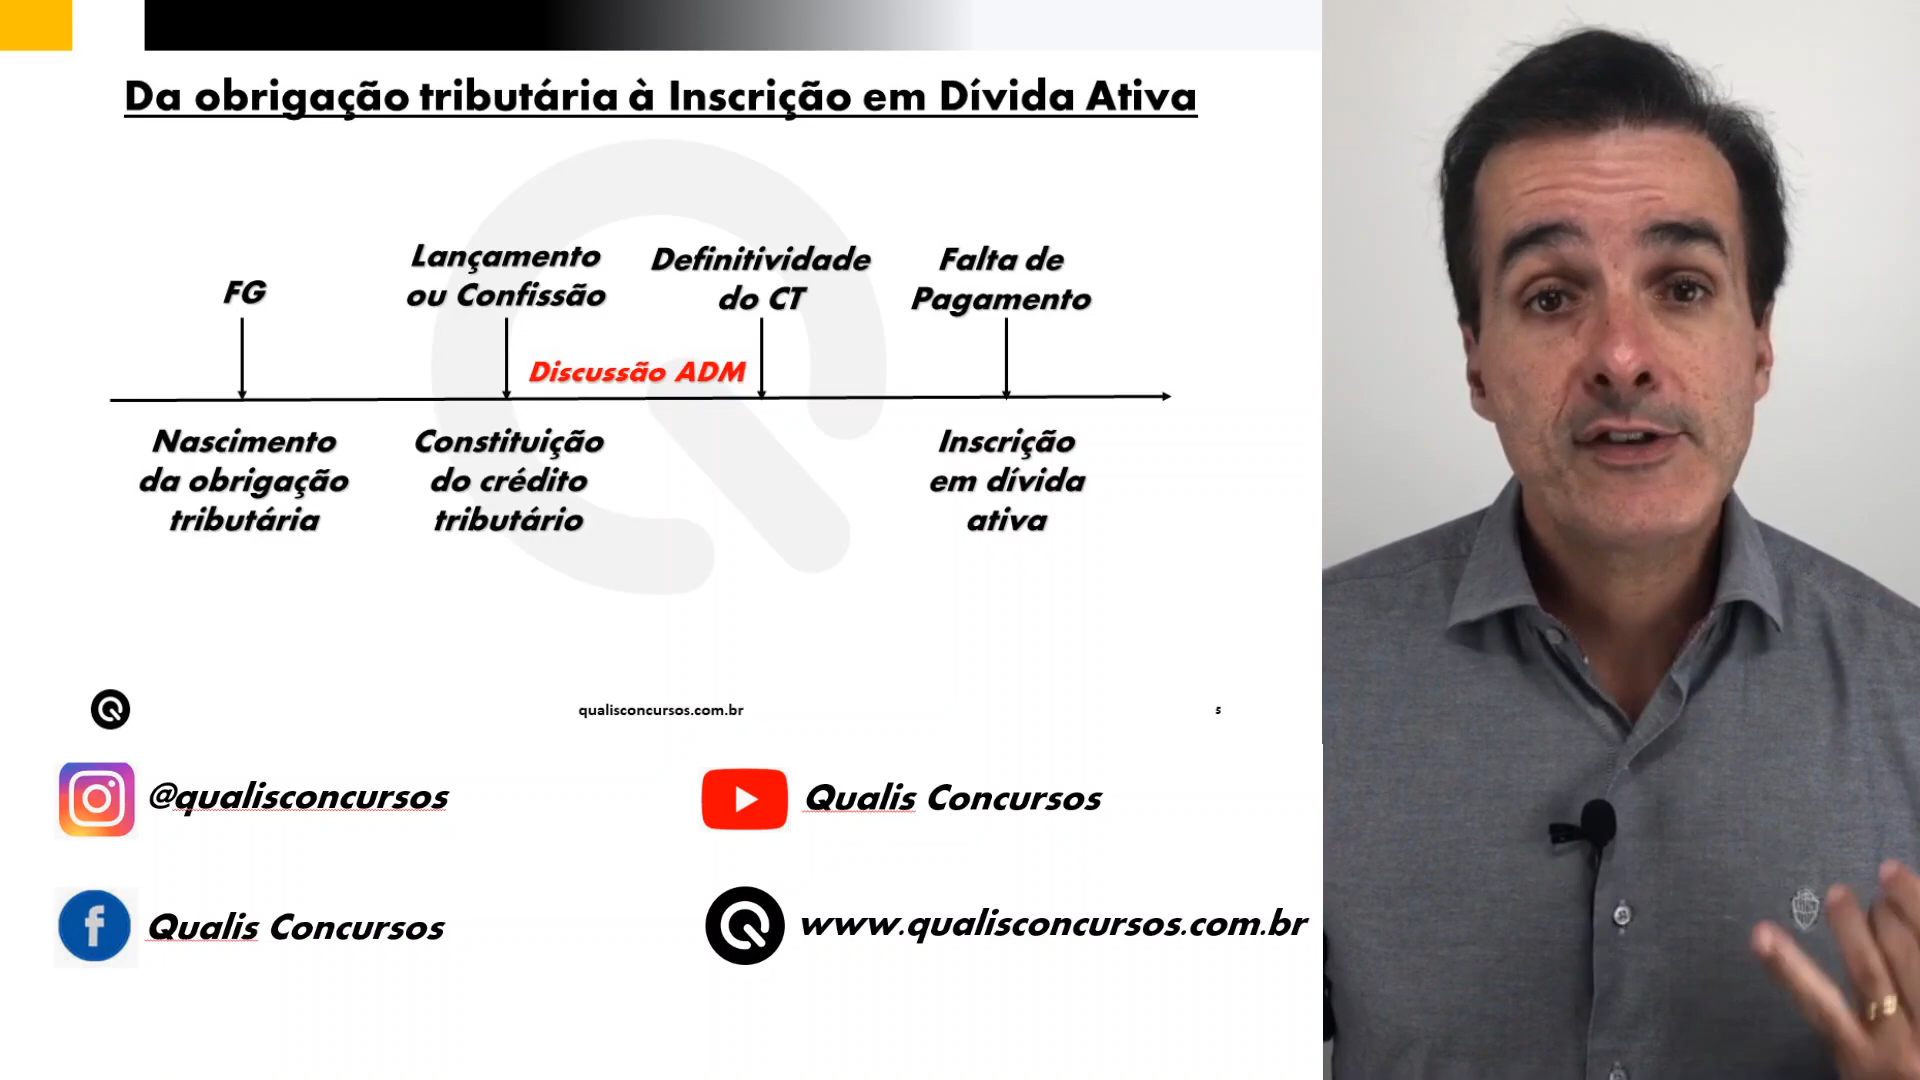 Da obrigação tributária à Inscrição em Dívida Ativa
FG
Lançamento
ou Confissão
Definitividade
do CT
Falta de
Pagamento
Discussão ADM
Nascimento
da obrigação
tributária
Constituição
do crédito
tributário
Inscrição
em dívida
ativa
qualisconcursos.com.br
5
@qualisconcursos
Qualis Concursos
Qualis Concursos
www.qualisconcursos.com.br